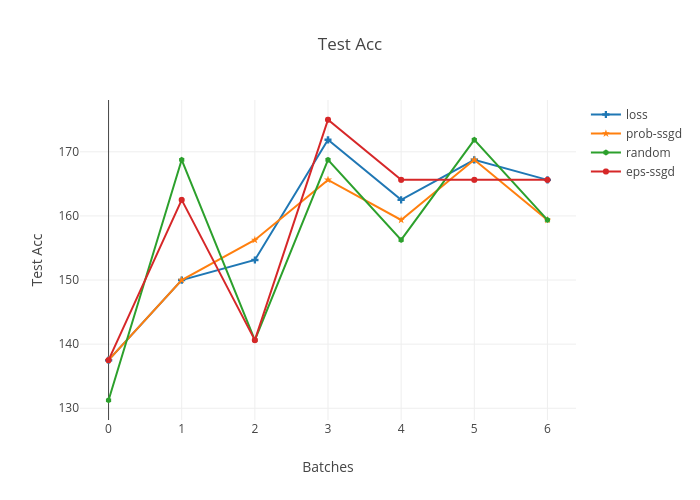 Test Acc
loss
prob-ssgd
random
eps-ssgd
170
160
150
140
130
Test Acc
0 1 2 3 4 5 6
Batches